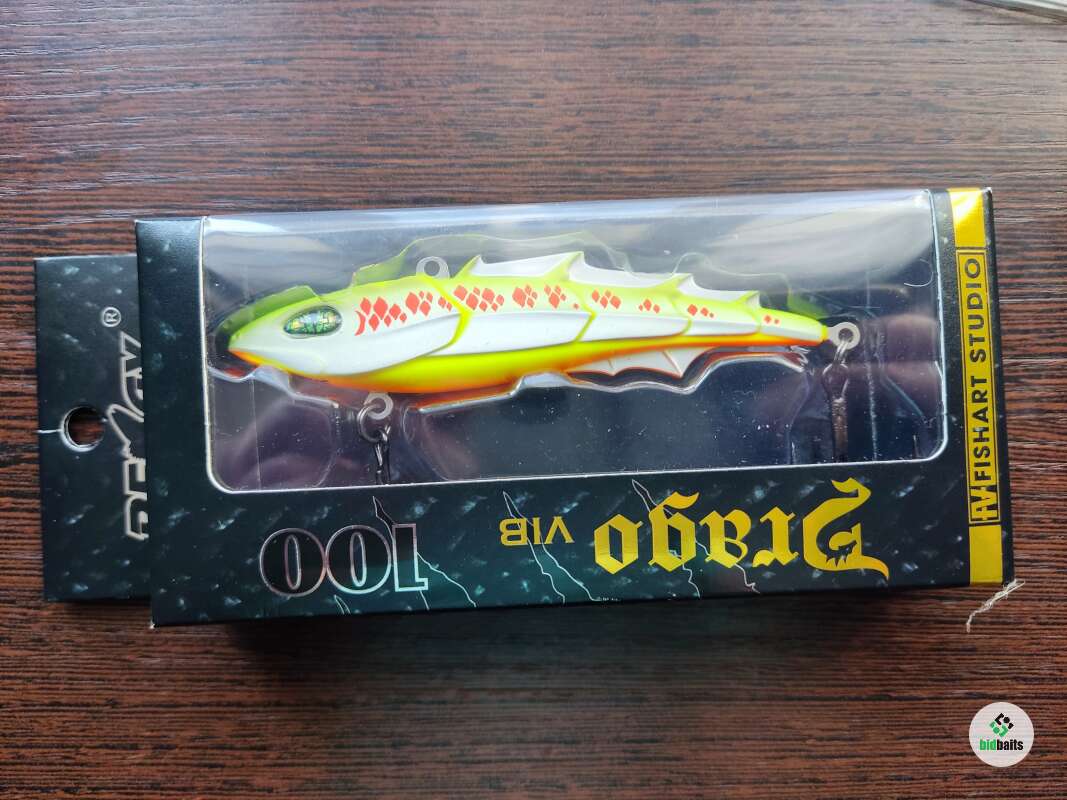 Drago VIB
100
FISHART STUDIO
®
bidbaits